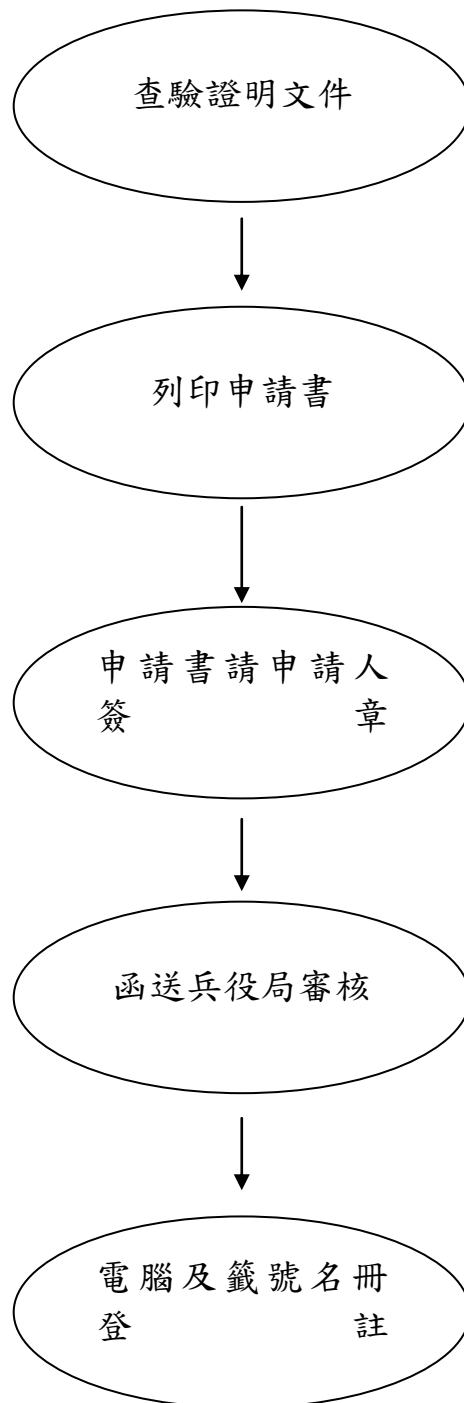 查驗證明文件
列印申請書
申請書請申請人
簽章
函送兵役局審核
電腦及籤號名冊
登註